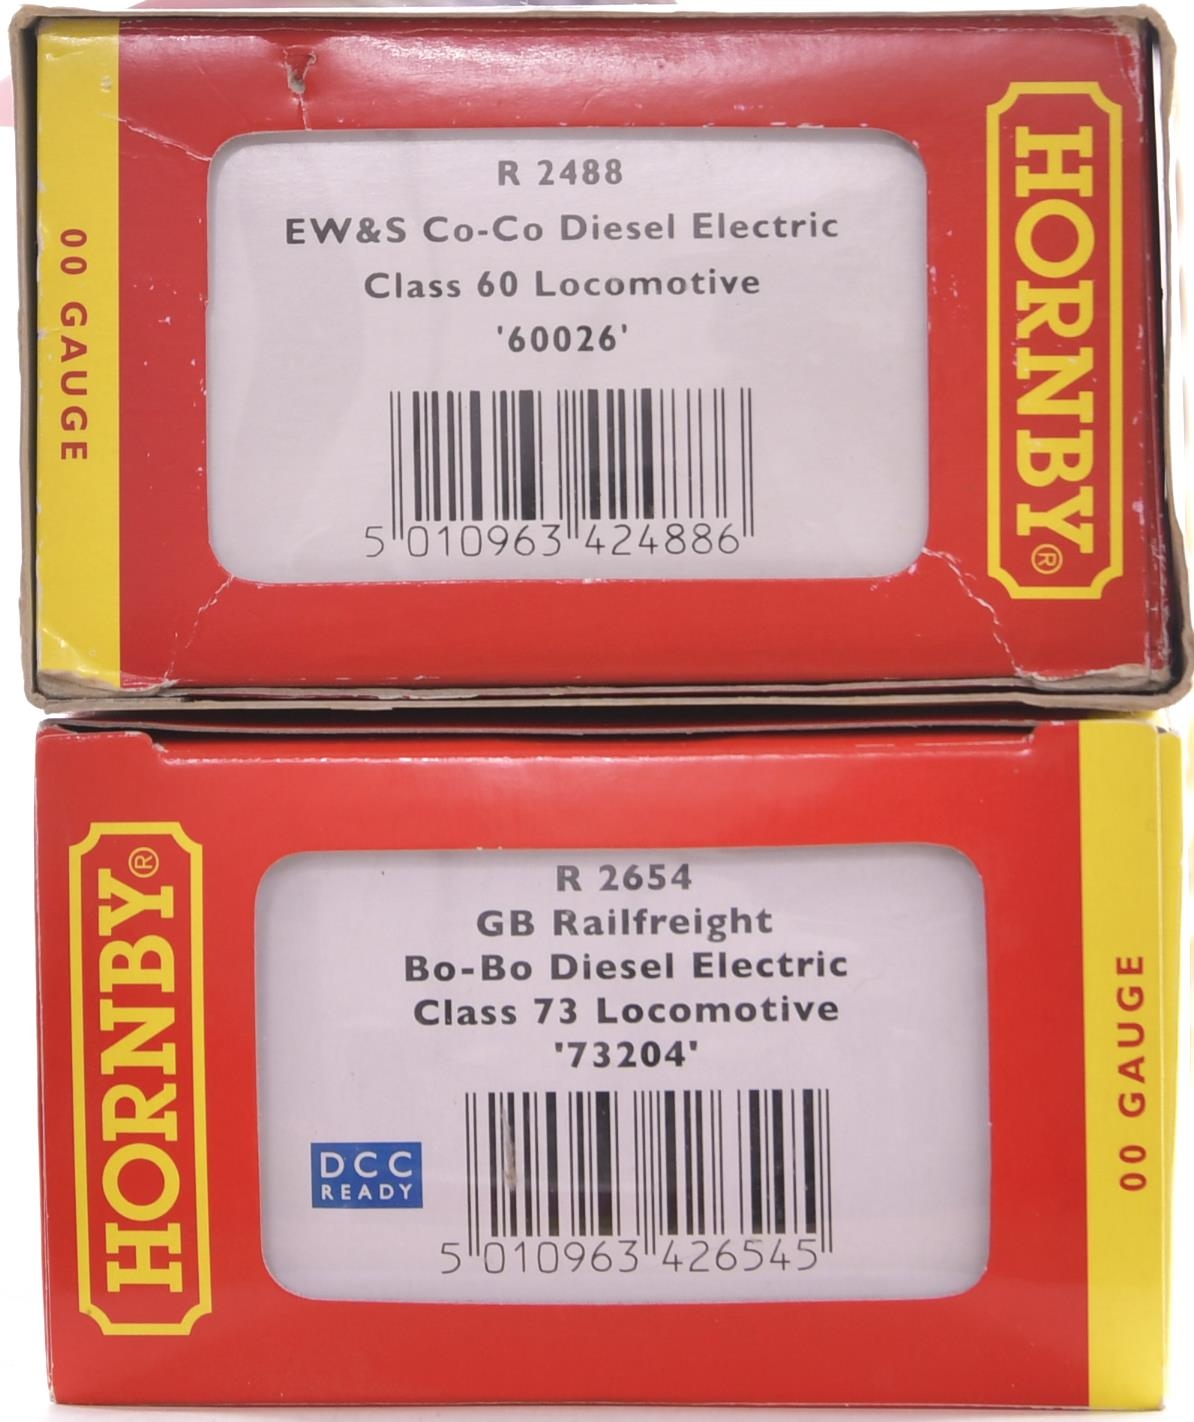 R 2488
EW&S Co-Co Diesel Electric
Class 60 Locomotive
'60026'
5 010963 424886
00 GAUGE
HORNBY®
R 2654
GB Railfreight
Bo-Bo Diesel Electric
Class 73 Locomotive
'73204'
DCC
READY
5 010963 426545
HORNBY®
00 GAUGE